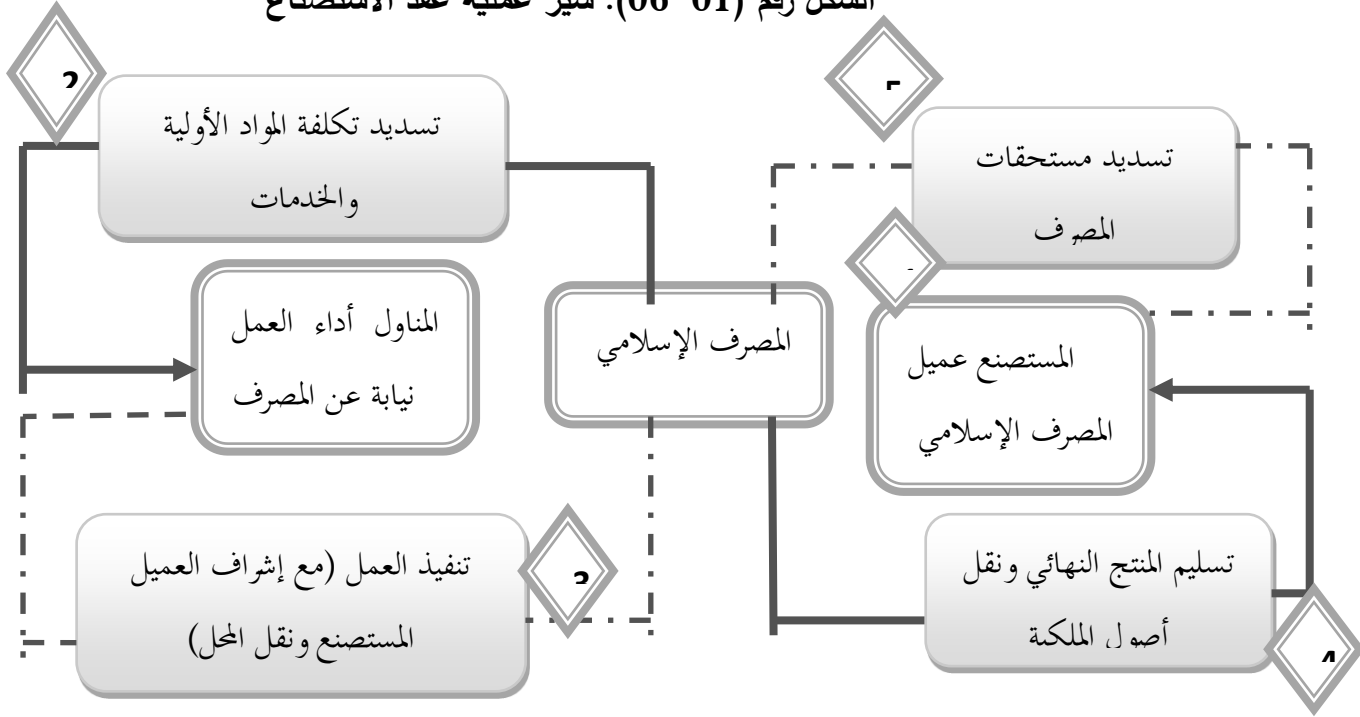 الشكل رقم (01-06): سير عملية عقد الاستصناع
تسديد مستحقات
المصرف
المستصنع عميل
المصرف الإسلامي
تسليم المنتج النهائي ونقل
أصول الملكية
4
المصرف الإسلامي
2
تسديد تكلفة المواد الأولية
والخدمات
المناول أداء العمل
نيابة عن المصرف
3
تنفيذ العمل (مع إشراف العميل
المستصنع ونقل المحل)